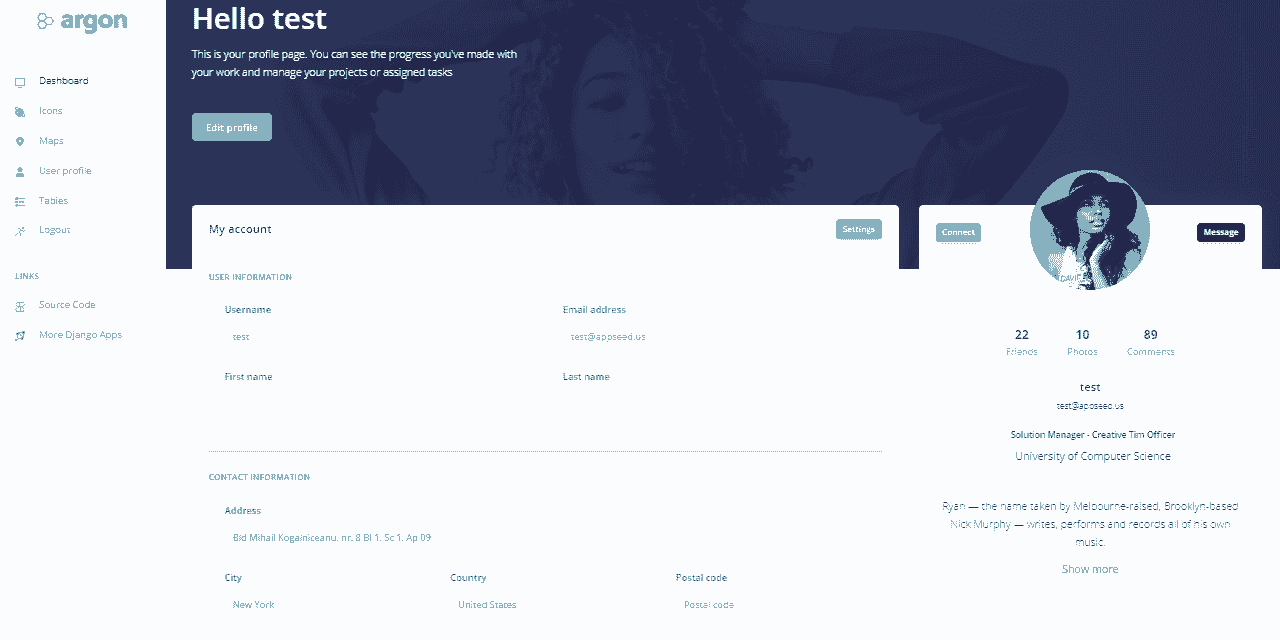 argon
Dashboard
Icons
Maps
User profile
Tables
Logout
LINKS
Source Code
More Django Apps
Hello test
This is your profile page. You can see the progress you've made with
your work and manage your projects or assigned tasks
Edit profile
My account
Settings
USER INFORMATION
Username
Email address
test
test@appseed.us
First name
Last name
CONTACT INFORMATION
Address
Bld Mihail Kogalniceanu, nr. 8 Bl 1, Sc 1, Ap 09
City
Country
Postal code
New York
United States
Postal code
Connect
Message
22
10
89
Friends
Photos
Comments
test
test@appseed.us
Solution Manager - Creative Tim Officer
University of Computer Science
Ryan — the name taken by Melbourne-raised, Brooklyn-based
Nick Murphy — writes, performs and records all of his own
music.
Show more